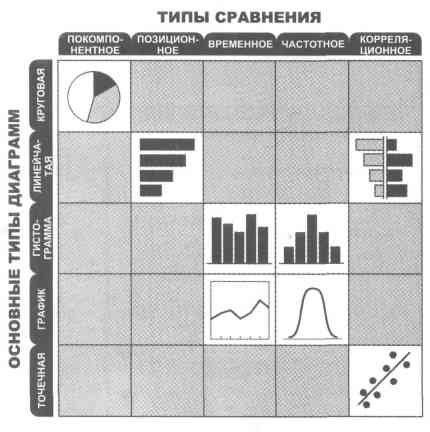 ТИПЫ СРАВНЕНИЯ
ПОКОМПО-
НЕНТНОЕ
ПОЗИЦИОН-
НОЕ
ВРЕМЕННОЕ
ЧАСТОТНОЕ
КОРРЕЛЯ-
ЦИОННОЕ
ОСНОВНЫЕ ТИПЫ ДИАГРАММ
КРУГОВАЯ
ЛИНЕЙЧА-
ТАЯ
ГИСТО-
ГРАММА
ГРАФИК
ТОЧЕЧНАЯ